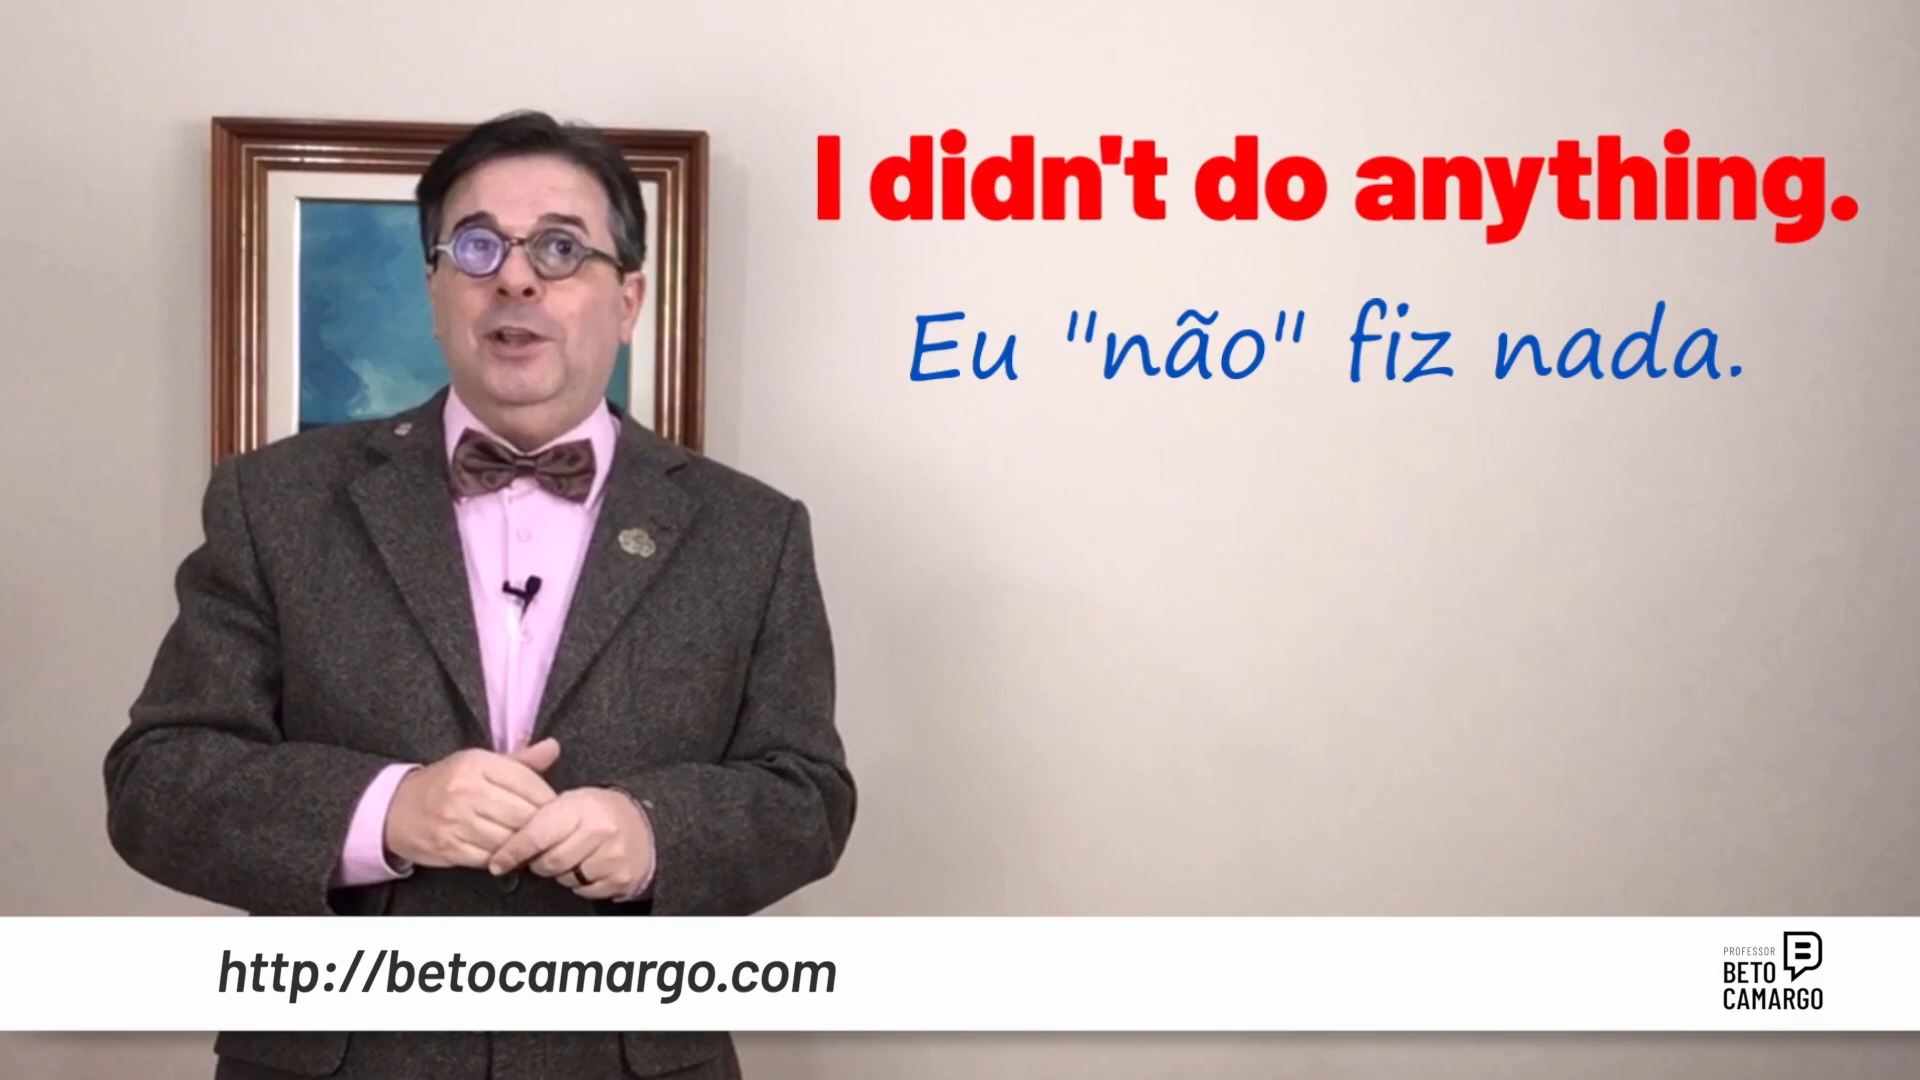 I didn't do anything.
Eu "não" fiz nada.
http://betocamargo.com
PROFESSOR
BETO
CAMARGO